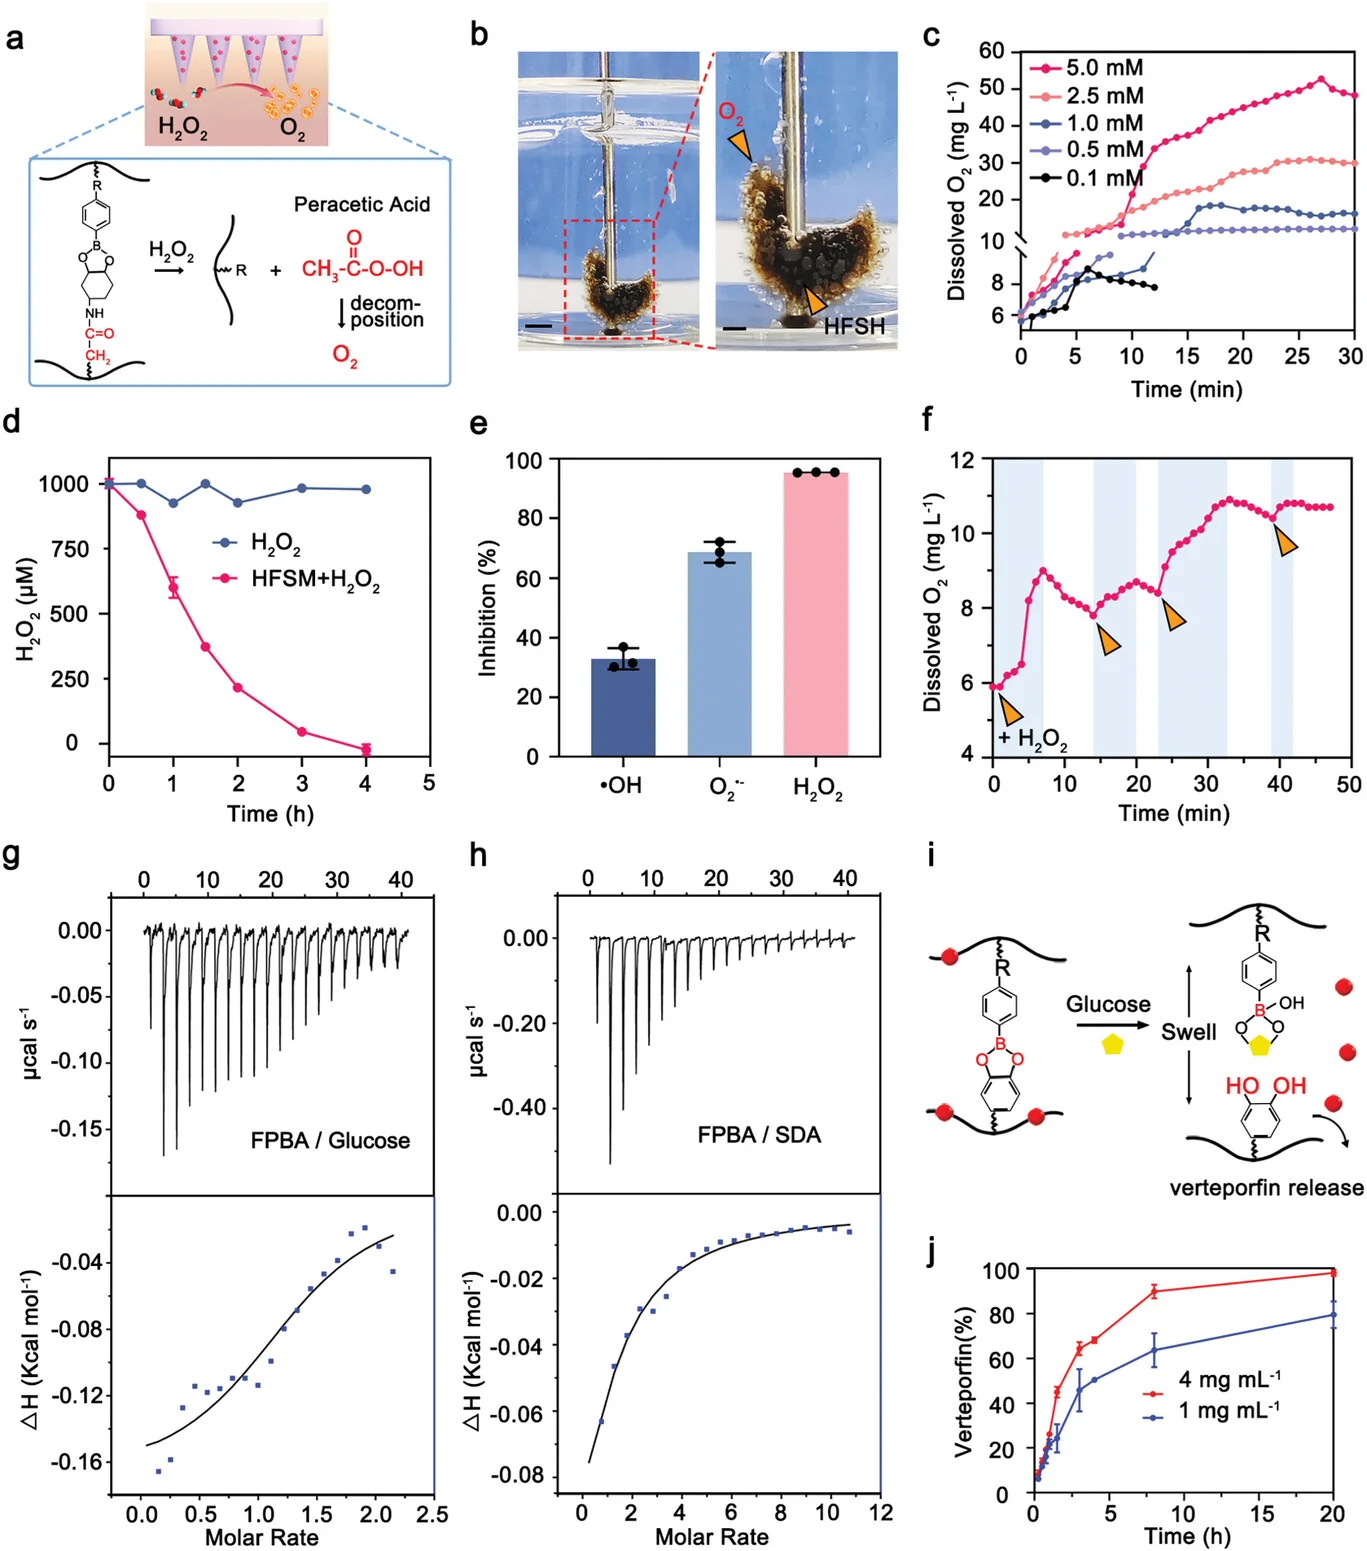 a
H2O2
O2
R
B
O O
NH
C=O
CH2
H2O2
R
+
Peracetic Acid
O
CH3-C-O-OH
decom-
position
O2
b
O2
HFSH
c
Dissolved O2 (mg L-1)
60
50
40
30
20
10
8
6
5.0 mM
2.5 mM
1.0 mM
0.5 mM
0.1 mM
0 5 10 15 20 25 30
Time (min)
d
H2O2 (μM)
1000
750
500
250
0
H2O2
HFSM+H2O2
0 1 2 3 4 5
Time (h)
e
Inhibition (%)
100
80
60
40
20
0
•OH O2•- H2O2
f
Dissolved O2 (mg L-1)
12
10
8
6
4
+ H2O2
0 10 20 30 40 50
Time (min)
g
0 10 20 30 40
μcal s-1
0.00
-0.05
-0.10
-0.15
FPBA / Glucose
△H (Kcal mol-1)
-0.04
-0.08
-0.12
-0.16
0.0 0.5 1.0 1.5 2.0 2.5
Molar Rate
h
0 10 20 30 40
μcal s-1
0.00
-0.20
-0.40
FPBA / SDA
△H (Kcal mol-1)
0.00
-0.02
-0.04
-0.06
-0.08
0 2 4 6 8 10 12
Molar Rate
i
R
B
O O
Glucose
Swell
R
B OH
O O
HO OH
verteporfin release
j
Verteporfin(%)
100
80
60
40
20
0
4 mg mL-1
1 mg mL-1
0 5 10 15 20
Time (h)